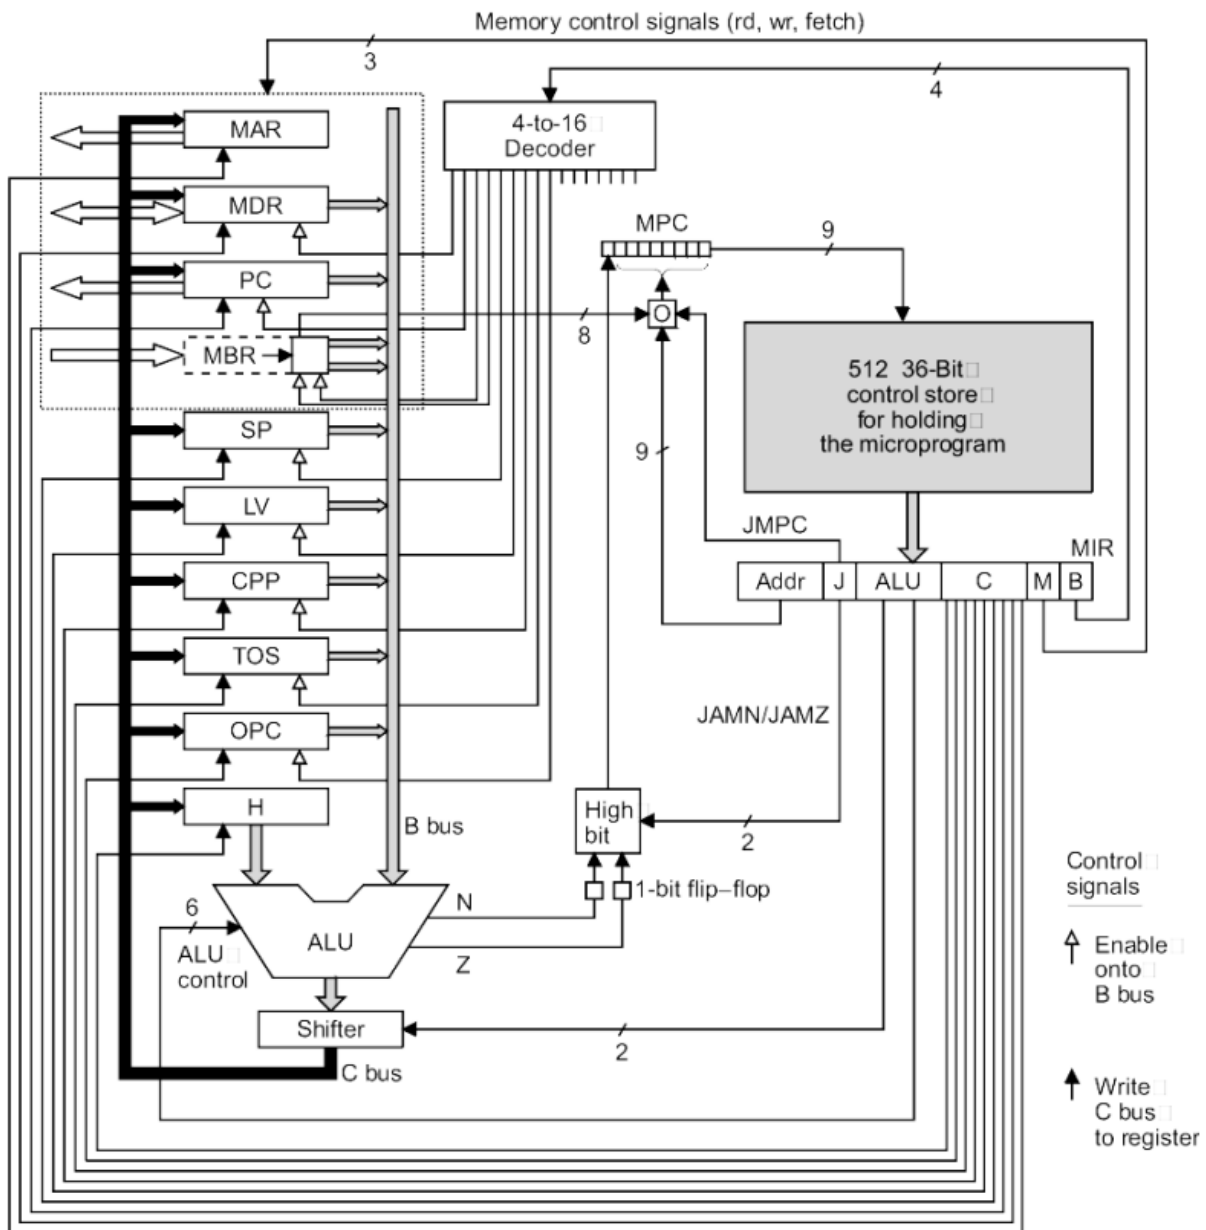 Memory control signals (rd, wr, fetch)
3
4
MAR
4-to-16
Decoder
MDR
MPC
9
PC
O
8
MBR
512 36-Bit
control store
for holding
the microprogram
SP
9
LV
JMPC
MIR
Addr J ALU C M B
CPP
TOS
JAMN/JAMZ
OPC
H
High
bit
B bus
2
Control
signals
1-bit flip–flop
N
6
ALU
Z
ALU
control
Enable
onto
B bus
Shifter
2
C bus
Write
C bus
to register